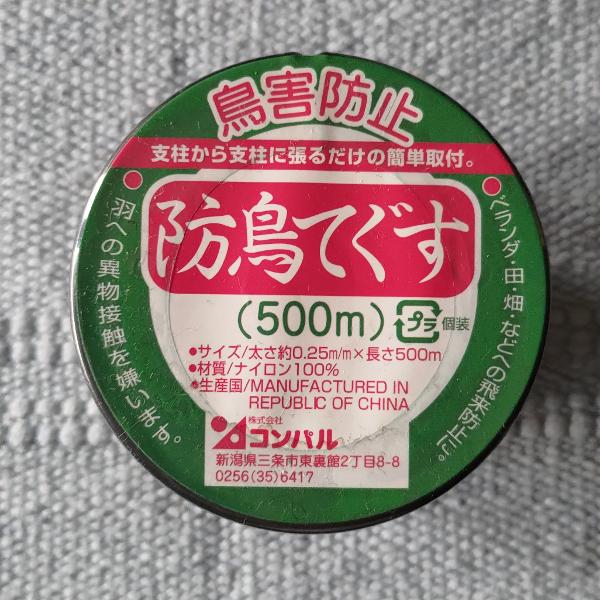 鳥害防止
支柱から支柱に張るだけの簡単取付。
防鳥てぐす
(500m)
プラ 個装
●羽への異物接触を嫌います。
●ベランダ・田・畑・などへの飛来防止に。
●サイズ/太さ約0.25m/m×長さ500m
●材質/ナイロン100%
●生産国/MANUFACTURED IN
REPUBLIC OF CHINA
株式会社
コンパル
新潟県三条市東裏館2丁目8-8
0256(35)6417